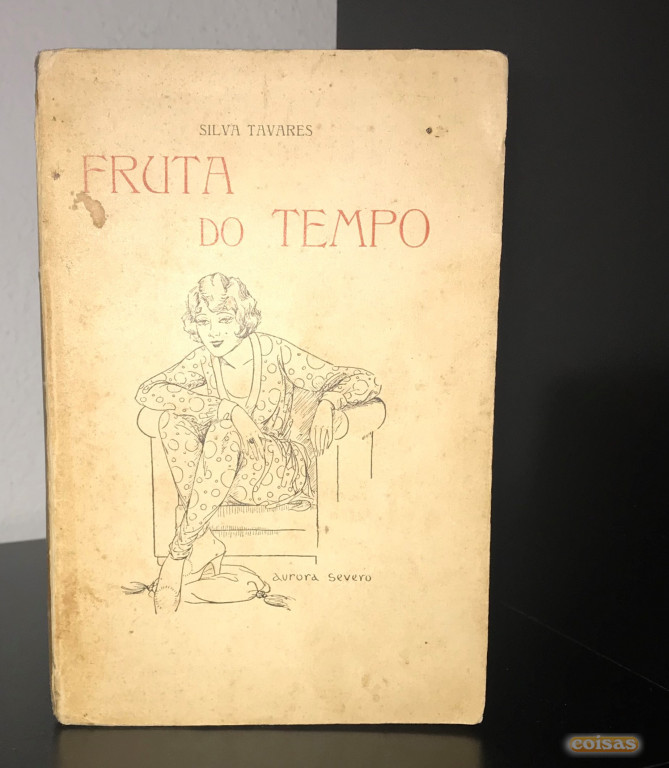 SILVA TAVARES
FRUTA
DO TEMPO
aurora severo
coisas